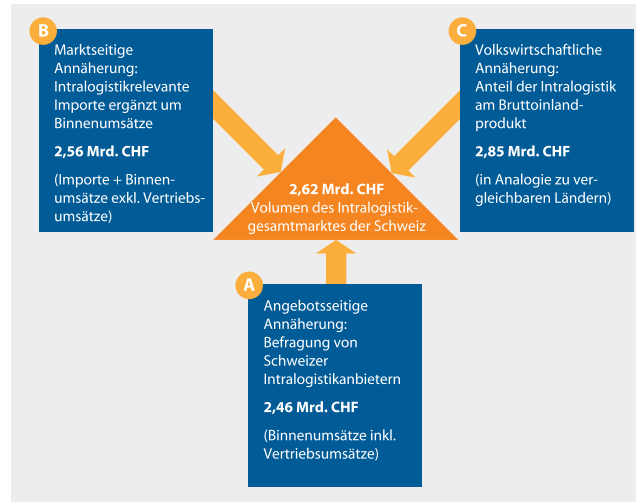 B
Marktseitige
Annäherung:
Intralogistikrelevante
Importe ergänzt um
Binnenumsätze
2,56 Mrd. CHF
(Importe + Binnen-
umsätze exkl. Vertriebs-
umsätze)
C
Volkswirtschaftliche
Annäherung:
Anteil der Intralogistik
am Bruttoinland-
produkt
2,85 Mrd. CHF
(in Analogie zu ver-
gleichbaren Ländern)
2,62 Mrd. CHF
Volumen des Intralogistik-
gesamtmarktes der Schweiz
A
Angebotsseitige
Annäherung:
Befragung von
Schweizer
Intralogistikanbietern
2,46 Mrd. CHF
(Binnenumsätze inkl.
Vertriebsumsätze)